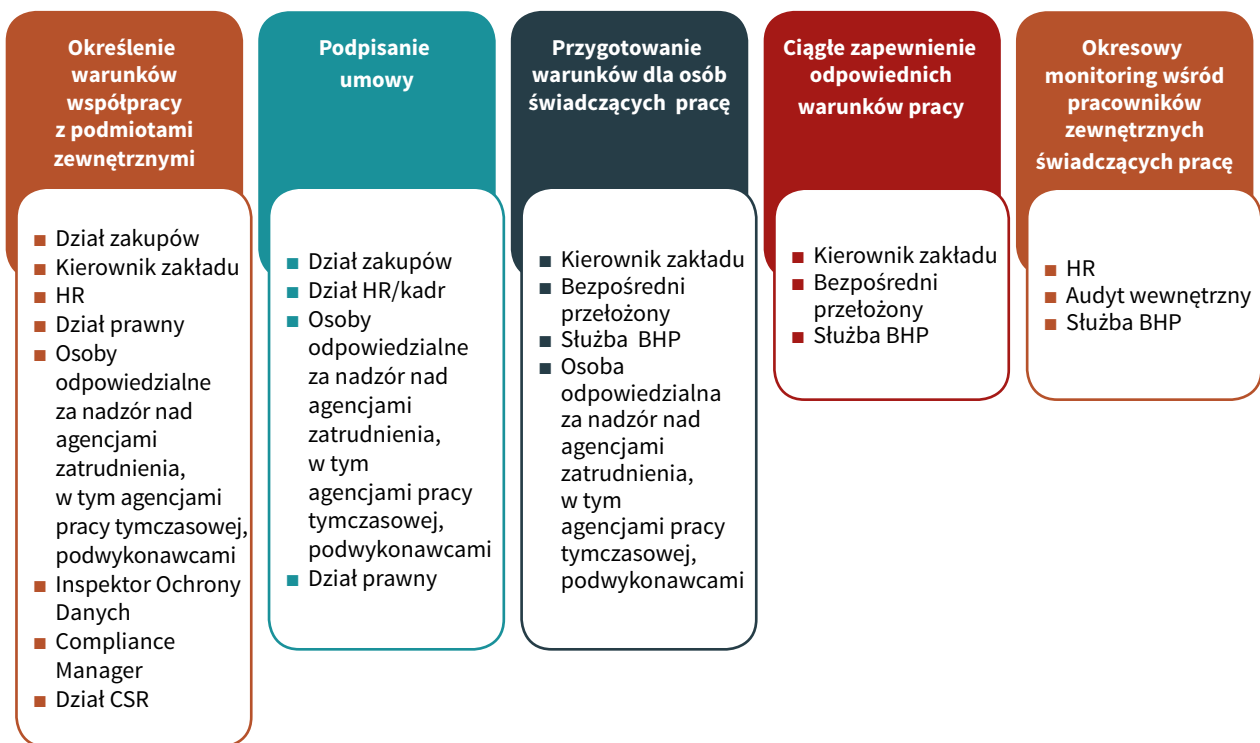 Określenie
warunków
współpracy
z podmiotami
zewnętrznymi
■ Dział zakupów
■ Kierownik zakładu
■ HR
■ Dział prawny
■ Osoby
odpowiedzialne
za nadzór nad
agencjami
zatrudnienia,
w tym agencjami
pracy tymczasowej,
podwykonawcami
■ Inspektor Ochrony
Danych
■ Compliance
Manager
■ Dział CSR
Podpisanie
umowy
■ Dział zakupów
■ Dział HR/kadr
■ Osoby
odpowiedzialne
za nadzór nad
agencjami
zatrudnienia,
w tym
agencjami pracy
tymczasowej,
podwykonawcami
■ Dział prawny
Przygotowanie
warunków dla osób
świadczących pracę
■ Kierownik zakładu
■ Bezpośredni
przełożony
■ Służba BHP
■ Osoba
odpowiedzialna
za nadzór nad
agencjami
zatrudnienia,
w tym
agencjami pracy
tymczasowej,
podwykonawcami
Ciągłe zapewnienie
odpowiednich
warunków pracy
■ Kierownik zakładu
■ Bezpośredni
przełożony
■ Służba BHP
Okresowy
monitoring wśród
pracowników
zewnętrznych
świadczących pracę
■ HR
■ Audyt wewnętrzny
■ Służba BHP